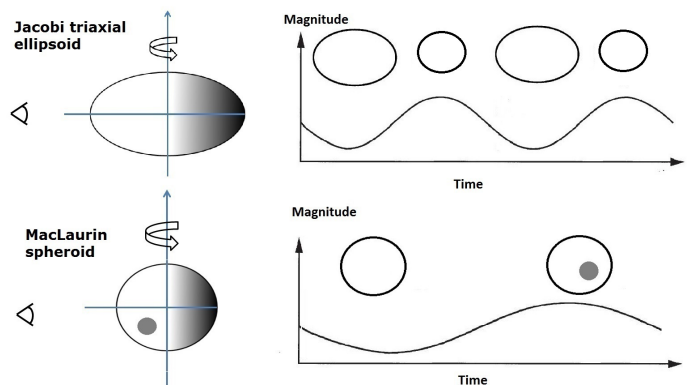 Jacobi triaxial
ellipsoid
Magnitude
Time
MacLaurin
spheroid
Magnitude
Time